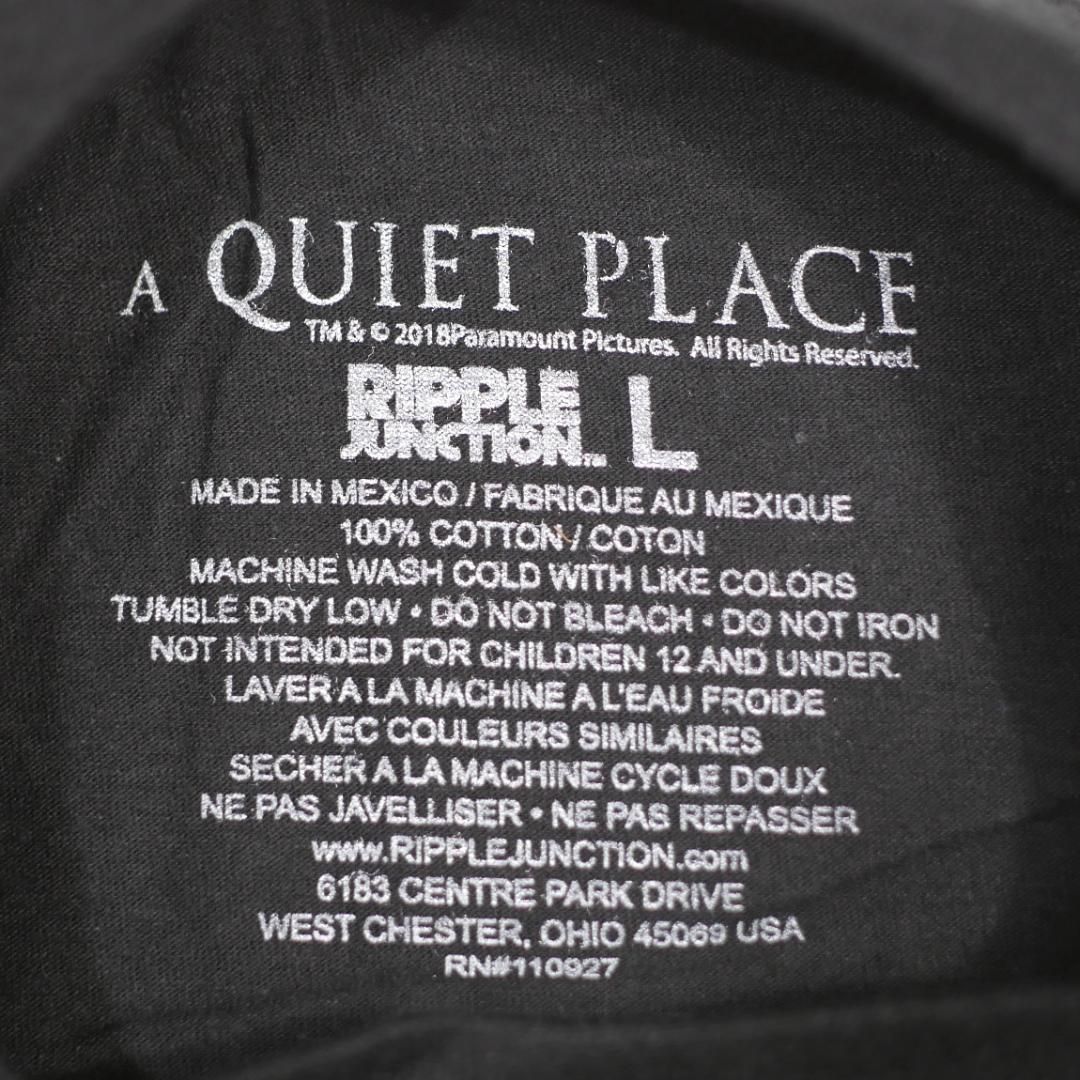 A QUIET PLACE
TM & © 2018Paramount Pictures. All Rights Reserved.
RIPPLE
JUNCTION™ L
MADE IN MEXICO / FABRIQUE AU MEXIQUE
100% COTTON / COTON
MACHINE WASH COLD WITH LIKE COLORS
TUMBLE DRY LOW • DO NOT BLEACH • DO NOT IRON
NOT INTENDED FOR CHILDREN 12 AND UNDER.
LAVER A LA MACHINE A L'EAU FROIDE
AVEC COULEURS SIMILAIRES
SECHER A LA MACHINE CYCLE DOUX
NE PAS JAVELLISER • NE PAS REPASSER
www.RIPPLEJUNCTION.com
6183 CENTRE PARK DRIVE
WEST CHESTER, OHIO 45069 USA
RN#110927